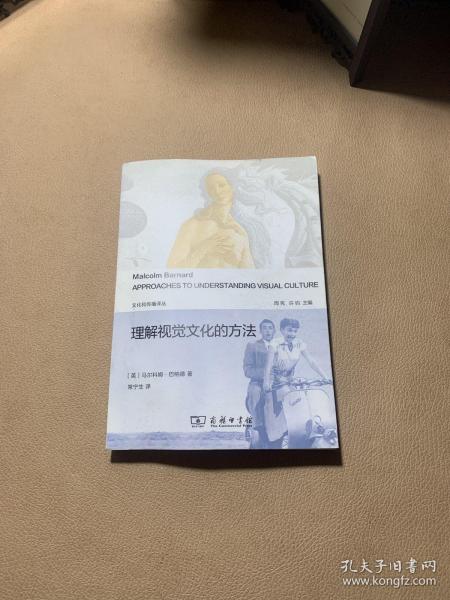 Malcolm Barnard
APPROACHES TO UNDERSTANDING VISUAL CULTURE
文化和传播译丛
周宪 许钧 主编
理解视觉文化的方法
［英］马尔科姆·巴纳德 著
常宁生 译
商务印书馆
The Commercial Press
孔夫子旧书网
www.kongfz.com